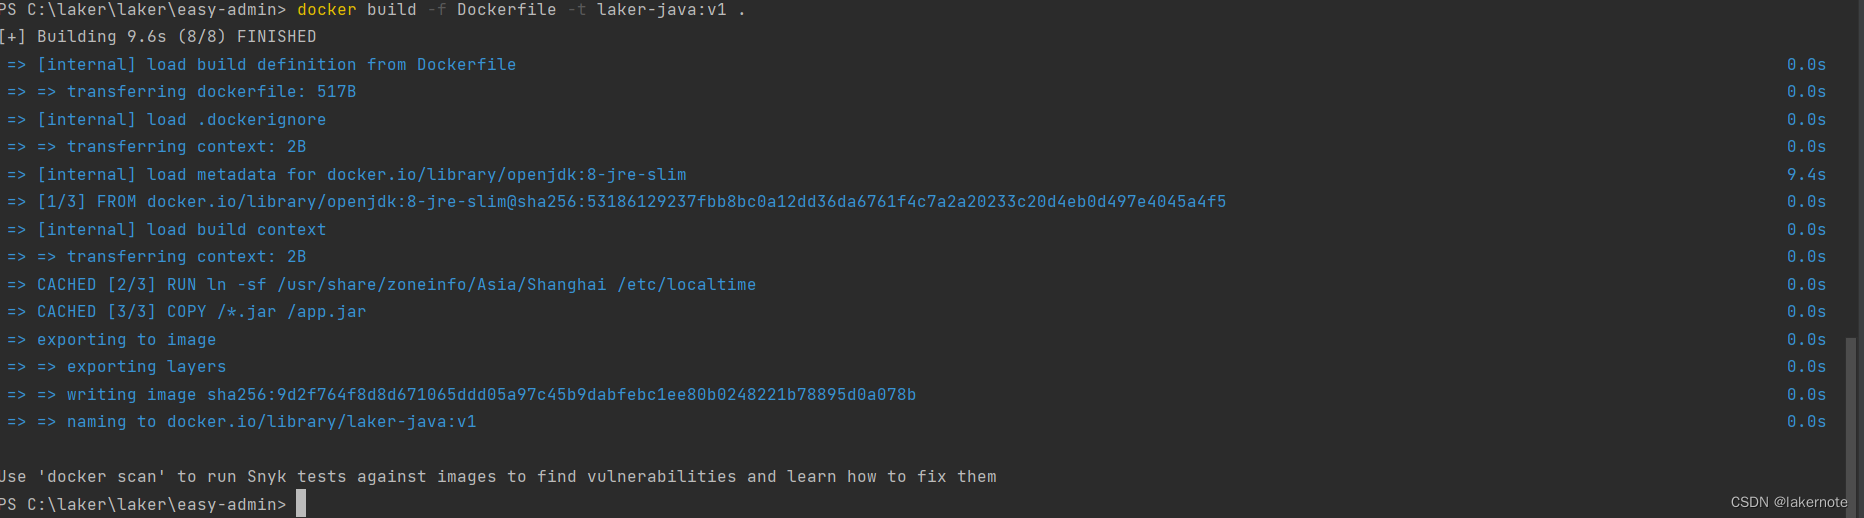 PS C:\laker\laker\easy-admin> docker build -f Dockerfile -t laker-java:v1 .
[+] Building 9.6s (8/8) FINISHED
=> [internal] load build definition from Dockerfile 0.0s
=> => transferring dockerfile: 517B 0.0s
=> [internal] load .dockerignore 0.0s
=> => transferring context: 2B 0.0s
=> [internal] load metadata for docker.io/library/openjdk:8-jre-slim 9.4s
=> [1/3] FROM docker.io/library/openjdk:8-jre-slim@sha256:53186129237fbb8bc0a12dd36da6761f4c7a2a20233c20d4eb0d497e4045a4f5 0.0s
=> [internal] load build context 0.0s
=> => transferring context: 2B 0.0s
=> CACHED [2/3] RUN ln -sf /usr/share/zoneinfo/Asia/Shanghai /etc/localtime 0.0s
=> CACHED [3/3] COPY /*.jar /app.jar 0.0s
=> exporting to image 0.0s
=> => exporting layers 0.0s
=> => writing image sha256:9d2f764f8d8d671065ddd05a97c45b9dabfebc1ee80b0248221b78895d0a078b 0.0s
=> => naming to docker.io/library/laker-java:v1 0.0s
Use 'docker scan' to run Snyk tests against images to find vulnerabilities and learn how to fix them
PS C:\laker\laker\easy-admin>
CSDN @lakernote